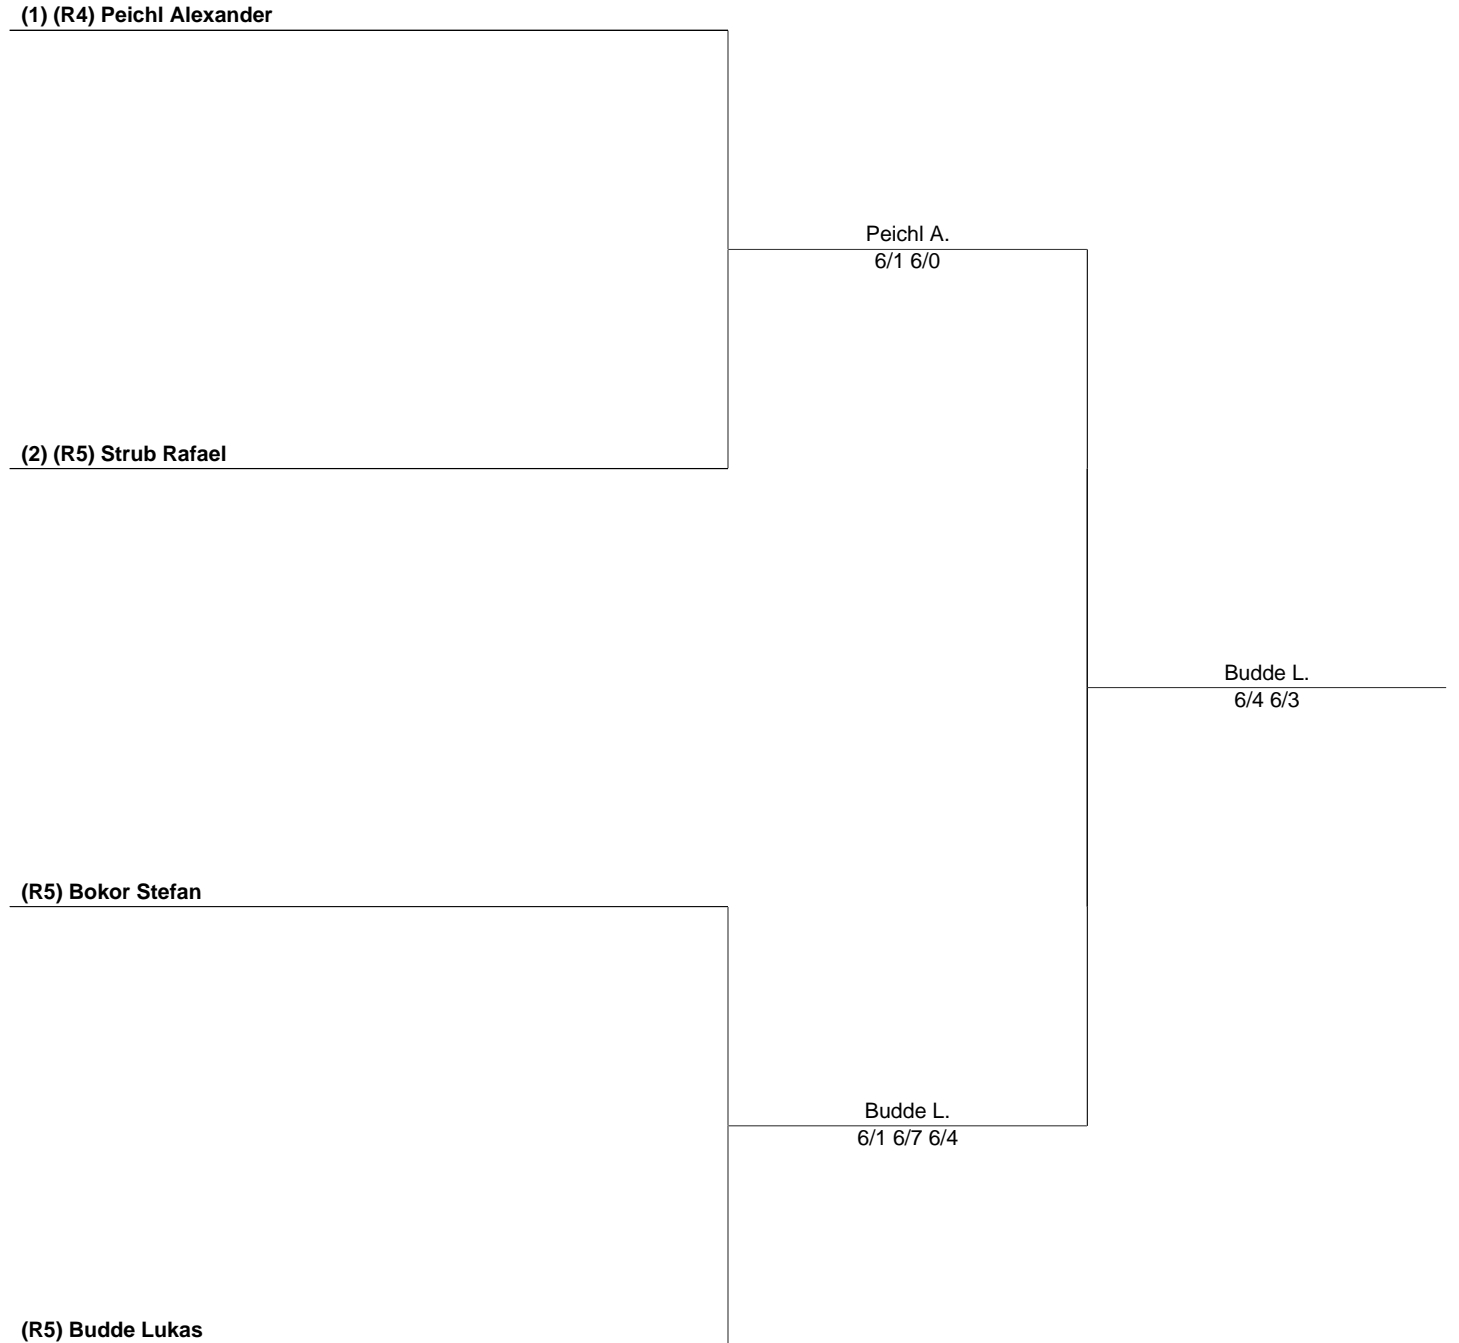 (1) (R4) Peichl Alexander
Peichl A.
6/1 6/0
(2) (R5) Strub Rafael
Budde L.
6/4 6/3
(R5) Bokor Stefan
Budde L.
6/1 6/7 6/4
(R5) Budde Lukas